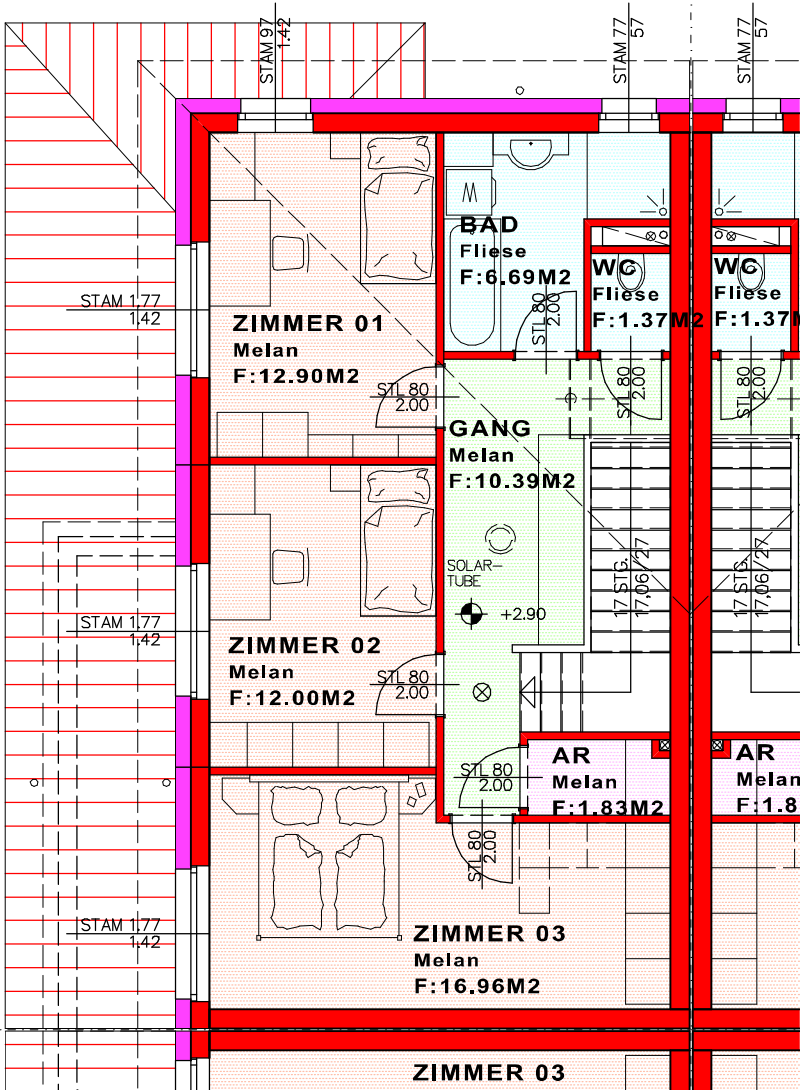 STAM 97
1.42
STAM 77
57
STAM 77
57
BAD
Fliese
F:6.69M2
WC
Fliese
F:1.37M2
WC
Fliese
F:1.37M
STAM 1.77
1.42
ZIMMER 01
Melan
F:12.90M2
STL 80
2.00
STL 80
2.00
STL 80
2.00
STL 80
2.00
GANG
Melan
F:10.39M2
SOLAR-
TUBE
+2.90
17 STG.
17,06/27
17 STG.
17,06/27
STAM 1.77
1.42
ZIMMER 02
Melan
F:12.00M2
STL 80
2.00
AR
Melan
F:1.83M2
AR
Melan
F:1.8
STL 80
2.00
STL 80
2.00
STAM 1.77
1.42
ZIMMER 03
Melan
F:16.96M2
ZIMMER 03